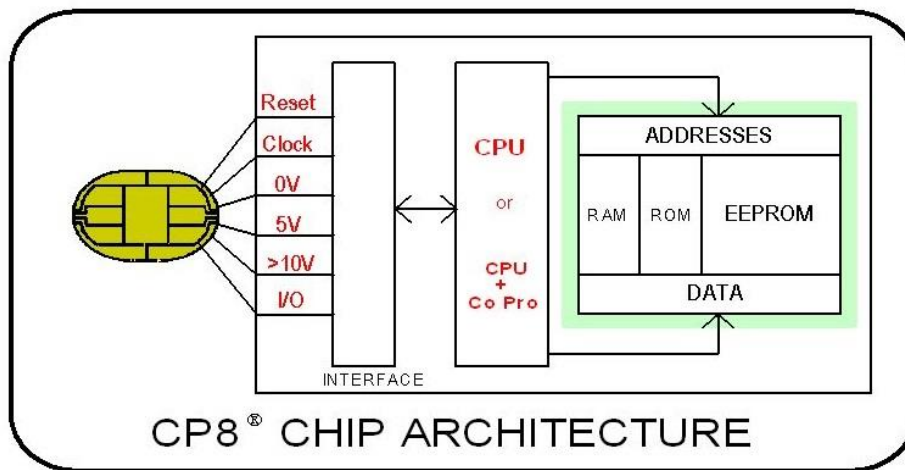 Reset
Clock
0V
5V
>10V
I/O
INTERFACE
CPU
or
CPU
+
Co Pro
ADDRESSES
RAM ROM EEPROM
DATA
CP8® CHIP ARCHITECTURE